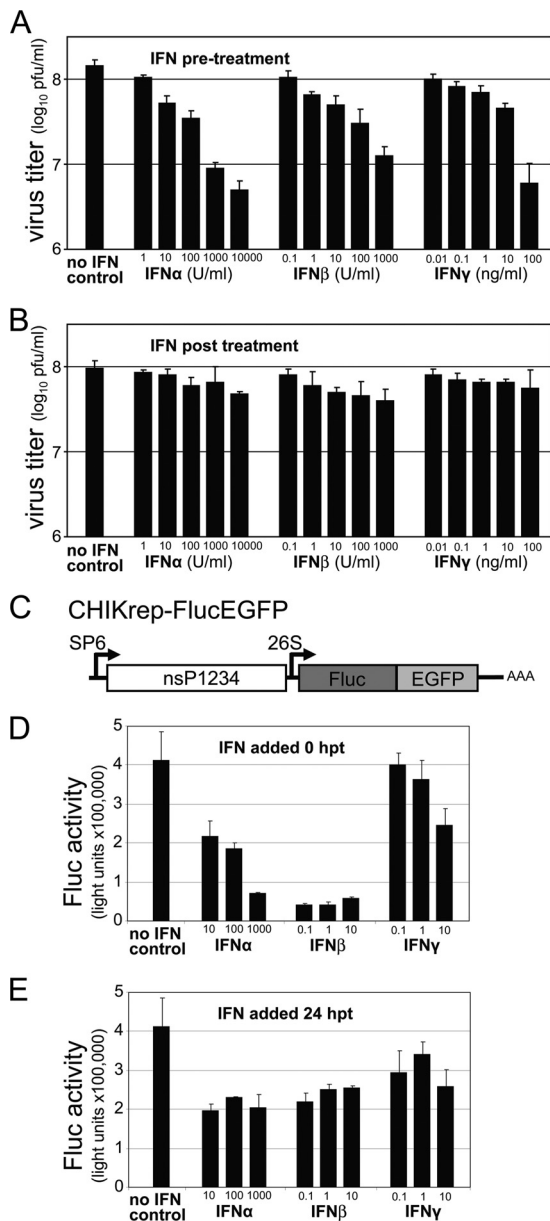 A
IFN pre-treatment
virus titer (log10 pfu/ml)
8
7
6
1 10 100 1000 10000 0.1 1 10 100 1000 0.01 0.1 1 10 100
no IFN control IFNα (U/ml) IFNβ (U/ml) IFNγ (ng/ml)
B
IFN post treatment
virus titer (log10 pfu/ml)
8
7
6
1 10 100 1000 10000 0.1 1 10 100 1000 0.01 0.1 1 10 100
no IFN control IFNα (U/ml) IFNβ (U/ml) IFNγ (ng/ml)
C
CHIKrep-FlucEGFP
SP6 26S
nsP1234 Fluc EGFP AAA
D
IFN added 0 hpt
Fluc activity
(light units x100,000)
5
4
3
2
1
0
10 100 1000 0.1 1 10 0.1 1 10
no IFN control IFNα IFNβ IFNγ
E
IFN added 24 hpt
Fluc activity
(light units x100,000)
5
4
3
2
1
0
10 100 1000 0.1 1 10 0.1 1 10
no IFN control IFNα IFNβ IFNγ